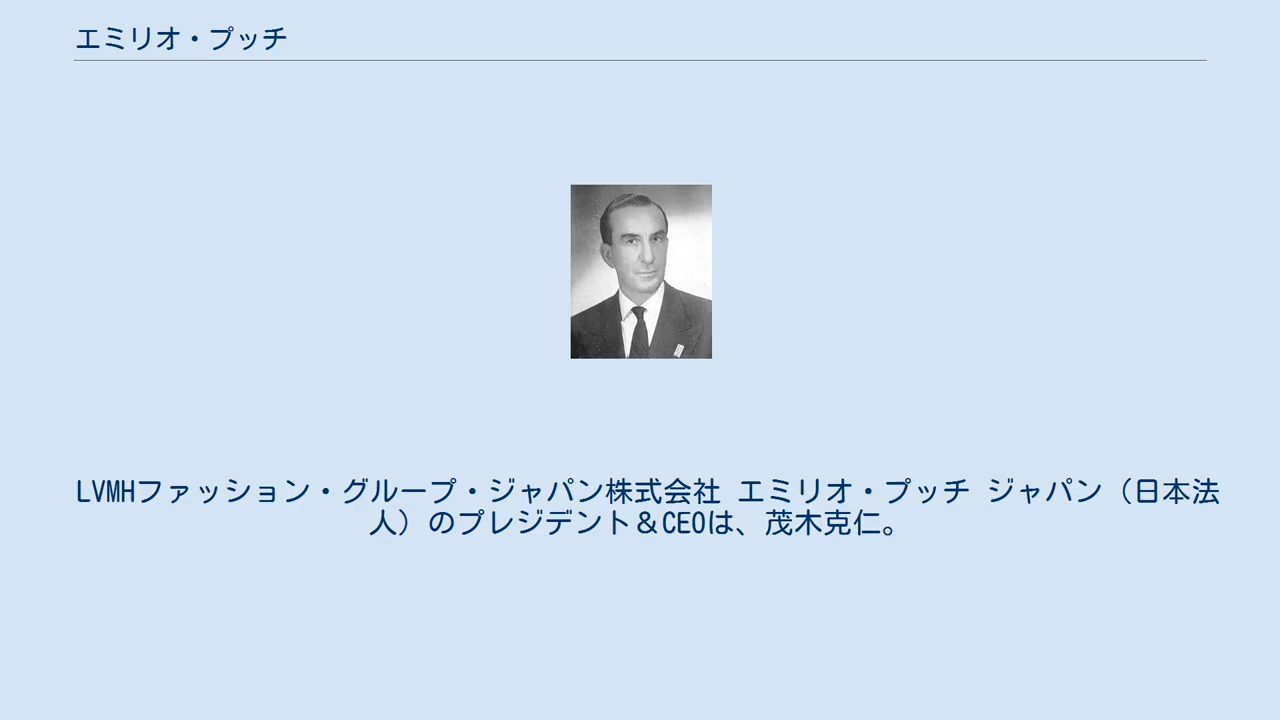 エミリオ・プッチ
LVMHファッション・グループ・ジャパン株式会社 エミリオ・プッチ ジャパン（日本法
人）のプレジデント＆CEOは、茂木克仁。